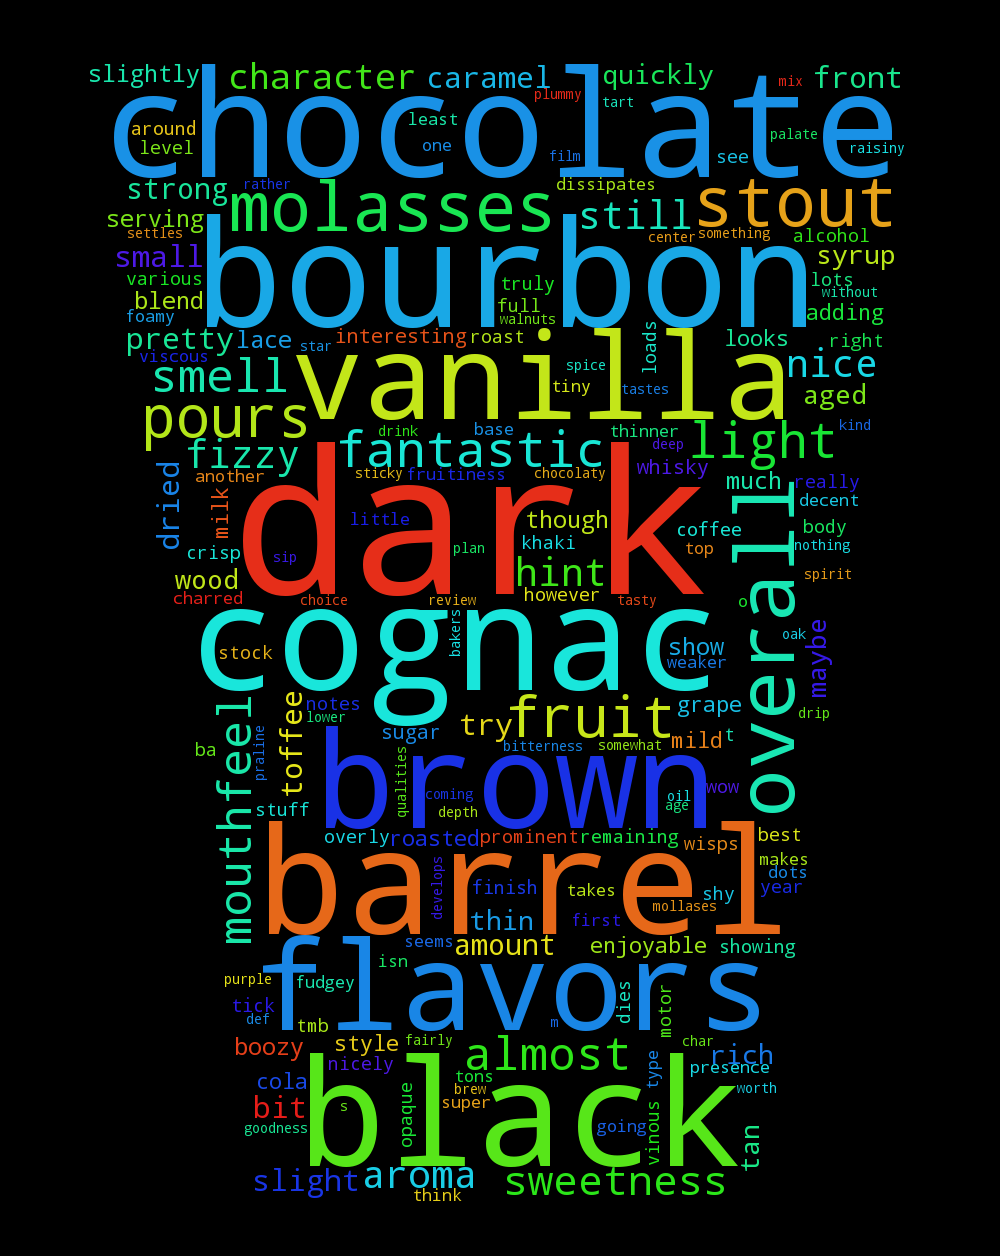 slightly character caramel quickly front
chocolate
plummy mix tart
around least
level one film see palate raisiny
strong rather dissipates
molasses still stout
serving settles center something alcohol
bourbon
small syrup
various truly lots without
blend full adding
foamy walnuts
pretty lace star interesting roast loads looks right
viscous vanilla nice
smell spice
tiny tastes aged
pours drink base thinner kind
fizzy fantastic deep light
dried another sticky fruitiness chocolaty whisky much really
milk dark decent
little though coffee body
crisp khaki top nothing
sip plan
wood hint spirit
charred choice review however tasty o overall
cognac
bakers oak
stock show maybe
weaker
mouthfeel toffee notes fruit grape drip
lower try
sugar mild t
ba praline bitterness somewhat
brown
qualities coming oil wow
stuff depth age
overly roasted prominent remaining wisps best
barrel
makes
develops finish takes shy dots year
mollases
thin first
seems amount enjoyable showing
isn
flavors
purple fudgey dies motor
tick
def tmb m
boozy style fairly char
nicely almost rich
type presence
cola tons
black
opaque brew worth
bit s super vinous
goodness going tan
slight aroma sweetness
think